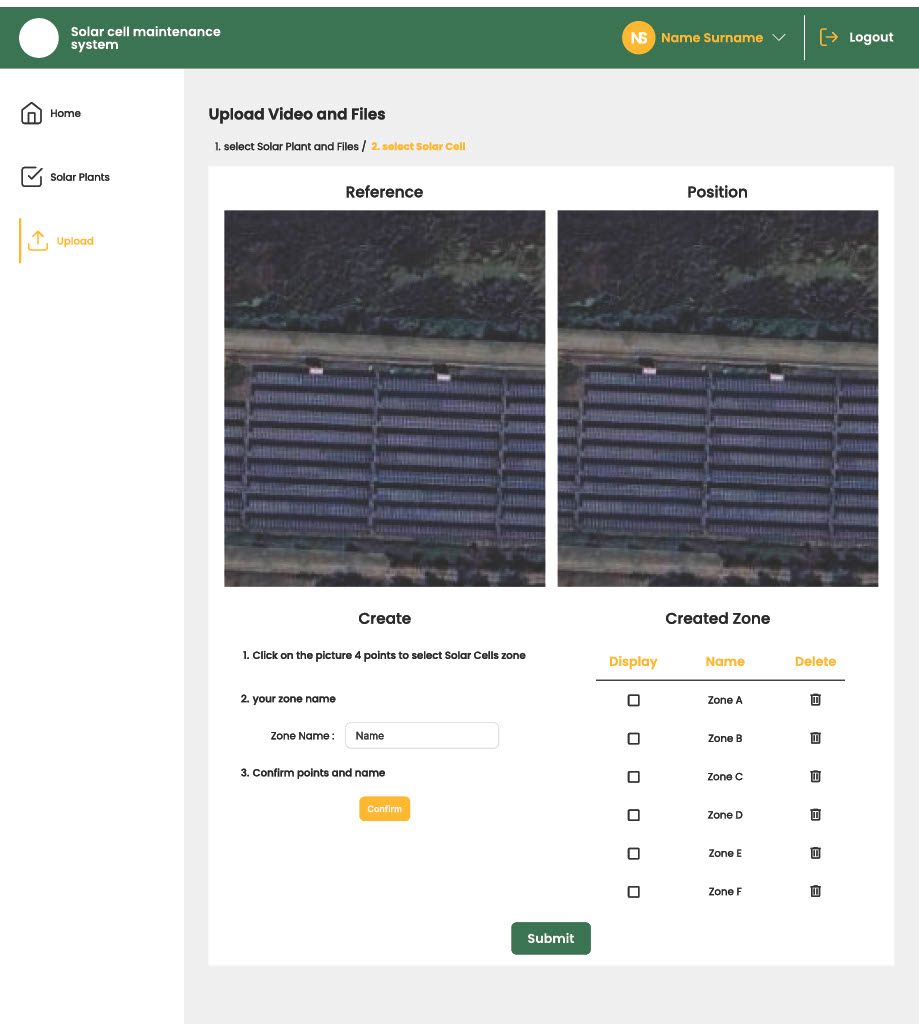 Solar cell maintenance
system
NS
Name Surname
Logout
Home
Solar Plants
Upload
Upload Video and Files
1. select Solar Plant and Files / 2. select Solar Cell
Reference
Position
Create
1. Click on the picture 4 points to select Solar Cells zone
2. your zone name
Zone Name :
Name
3. Confirm points and name
Confirm
Created Zone
Display Name Delete
Zone A
Zone B
Zone C
Zone D
Zone E
Zone F
Submit